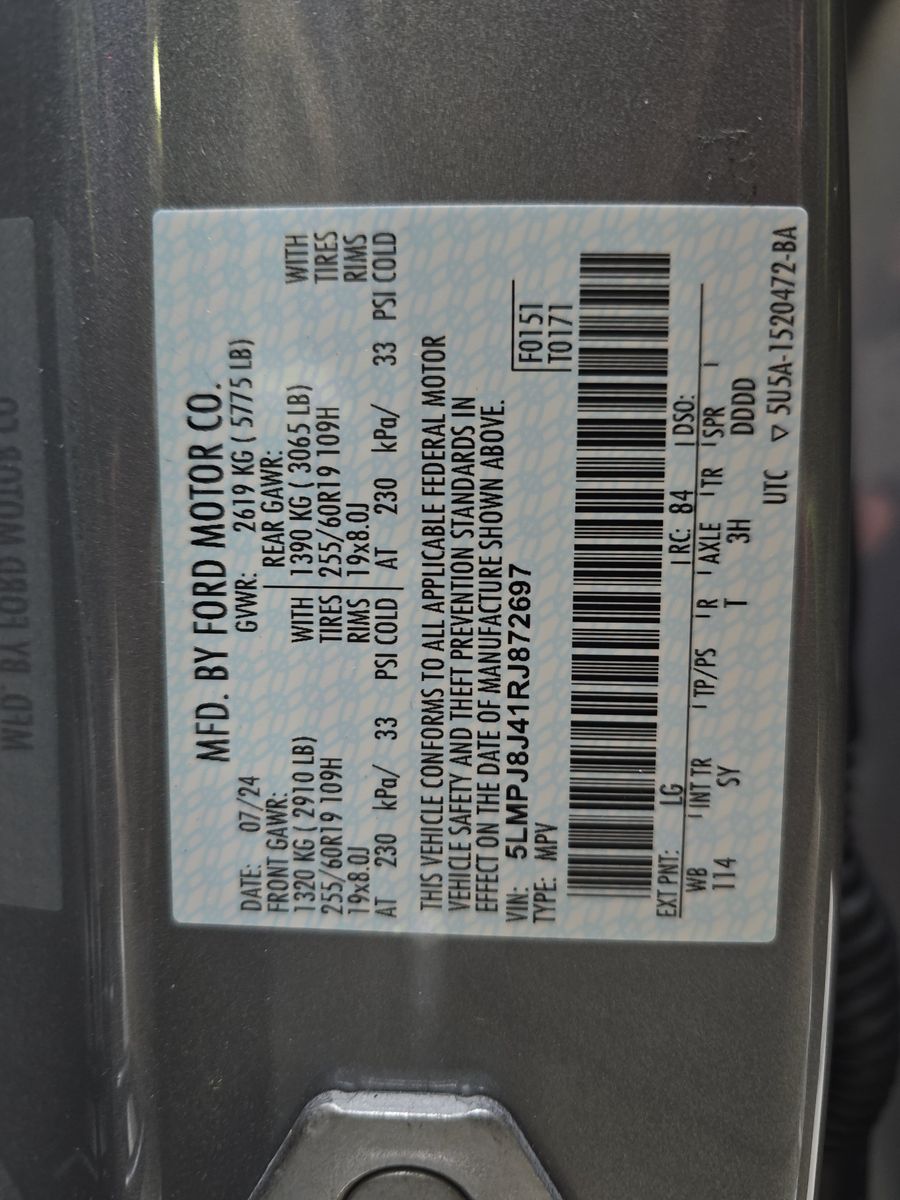 MFD. BY FORD MOTOR CO.
DATE: 07/24 GVWR: 2619 KG ( 5775 LB)
FRONT GAWR: REAR GAWR:
1320 KG ( 2910 LB) WITH 1390 KG ( 3065 LB) WITH
255/60R19 109H TIRES 255/60R19 109H TIRES
19x8.0J RIMS 19x8.0J RIMS
AT 230 kPa/ 33 PSI COLD AT 230 kPa/ 33 PSI COLD
THIS VEHICLE CONFORMS TO ALL APPLICABLE FEDERAL MOTOR
VEHICLE SAFETY AND THEFT PREVENTION STANDARDS IN
EFFECT ON THE DATE OF MANUFACTURE SHOWN ABOVE.
VIN: 5LMPJ8J41RJ872697 F0151
TYPE: MPV T0171
EXT PNT: LG RC: 84 DSO:
WB INT TR TP/PS R AXLE TR SPR
114 SY T 3H DDDD
UTC ▽ 5U5A-1520472-BA